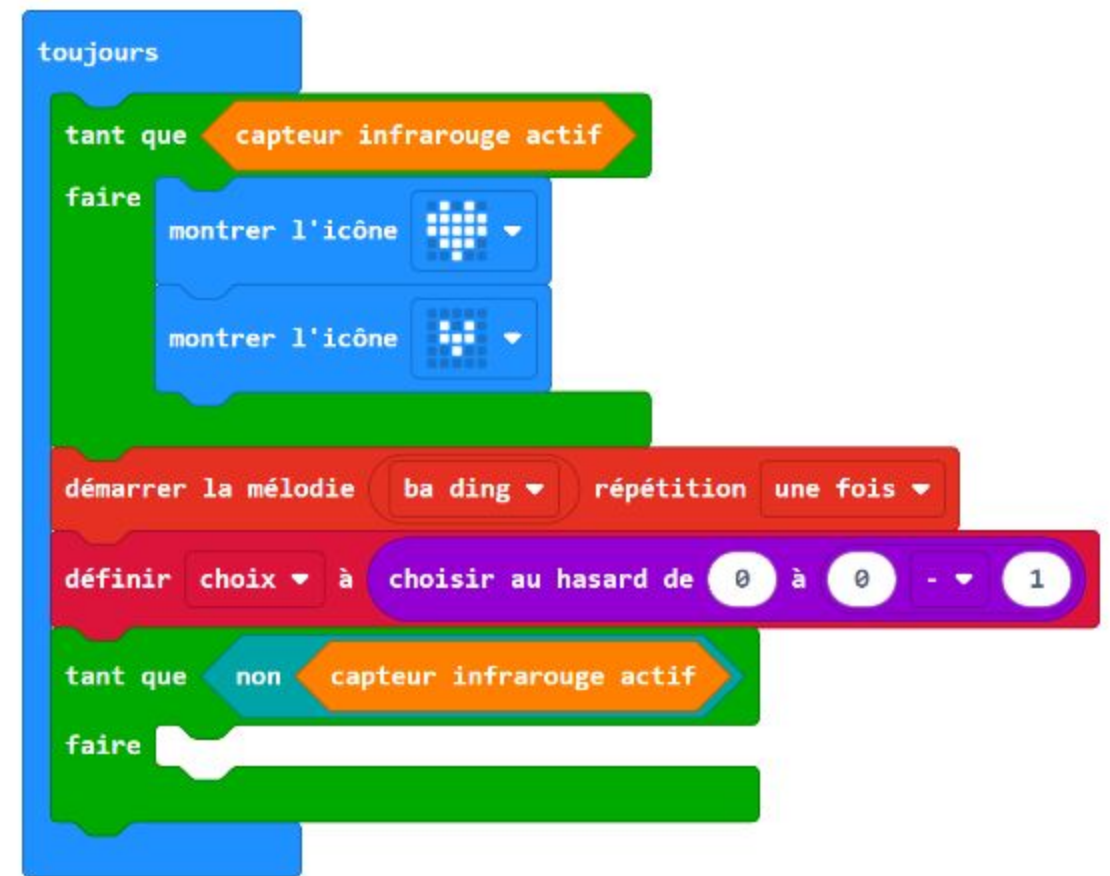 toujours
tant que capteur infrarouge actif
faire
montrer l'icône
montrer l'icône
démarrer la mélodie ba ding répétition une fois
définir choix à choisir au hasard de 0 à 0 - 1
tant que non capteur infrarouge actif
faire